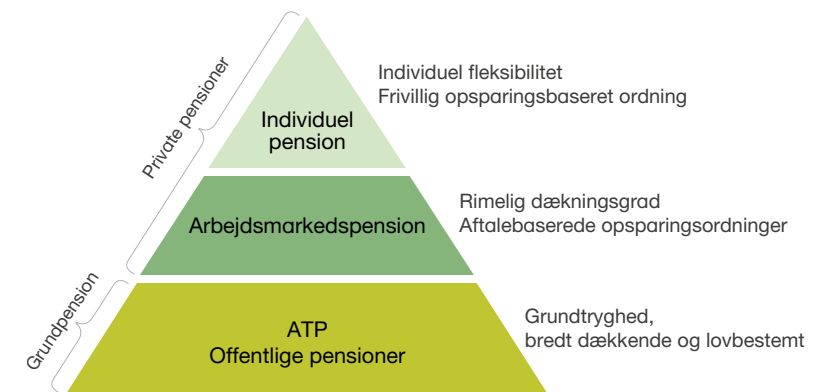 Private pensioner
Individuel
pension
Individuel fleksibilitet
Frivillig opsparingsbaseret ordning
Arbejdsmarkedspension
Rimelig dækningsgrad
Aftalebaserede opsparingsordninger
Grundpension
ATP
Offentlige pensioner
Grundtryghed,
bredt dækkende og lovbestemt